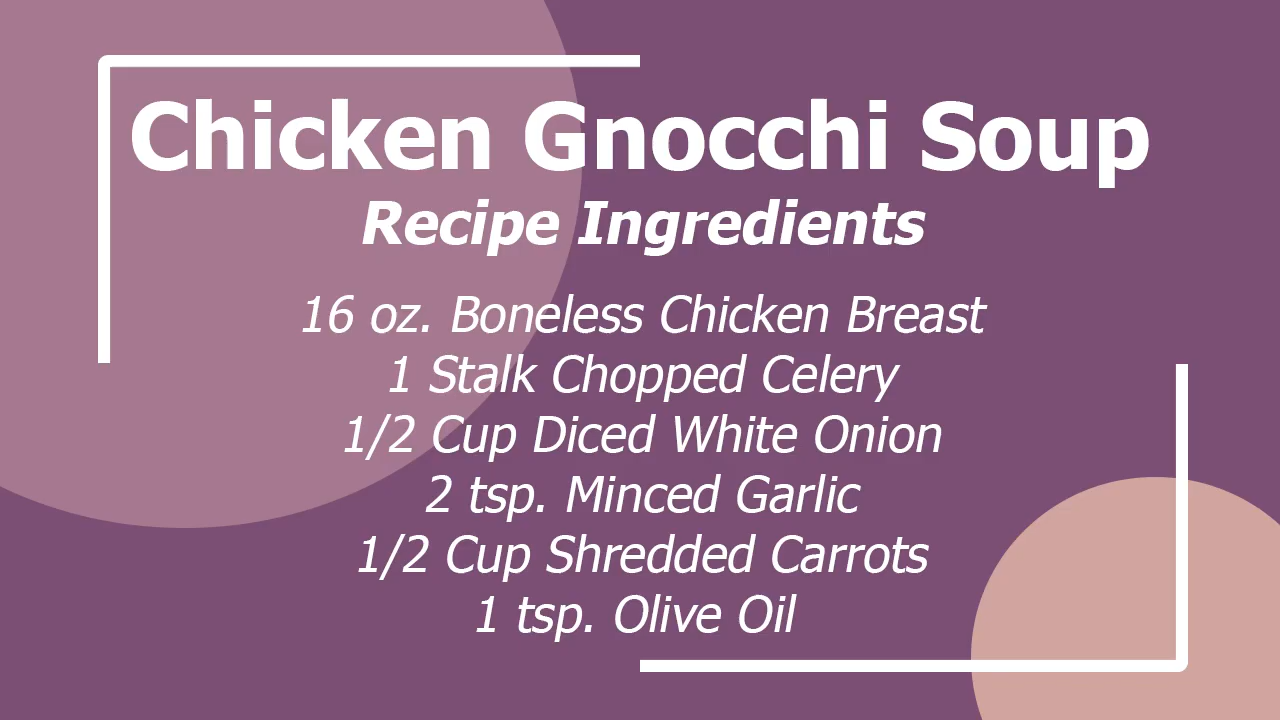 Chicken Gnocchi Soup
Recipe Ingredients
16 oz. Boneless Chicken Breast
1 Stalk Chopped Celery
1/2 Cup Diced White Onion
2 tsp. Minced Garlic
1/2 Cup Shredded Carrots
1 tsp. Olive Oil